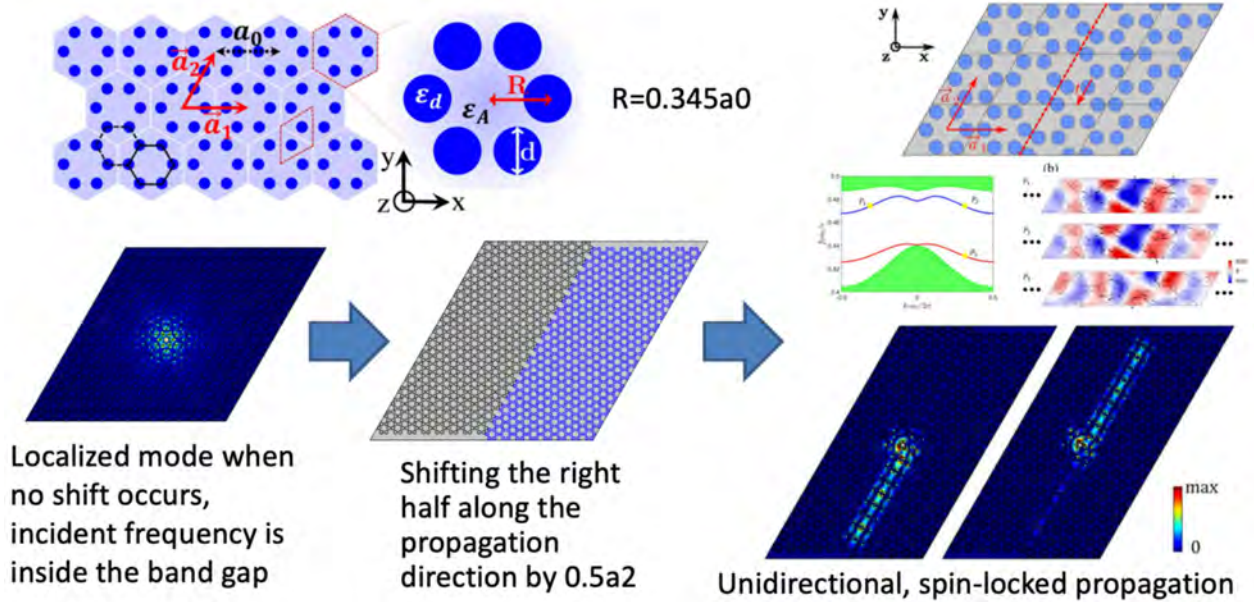 a0
a2
a1
εd
εA
R
d
R=0.345a0
y
z
x
y
z
x
a1
(b)
P1
P2
P3
P1
P2
P3
max
0
Localized mode when
no shift occurs,
incident frequency is
inside the band gap
Shifting the right
half along the
propagation
direction by 0.5a2
Unidirectional, spin-locked propagation